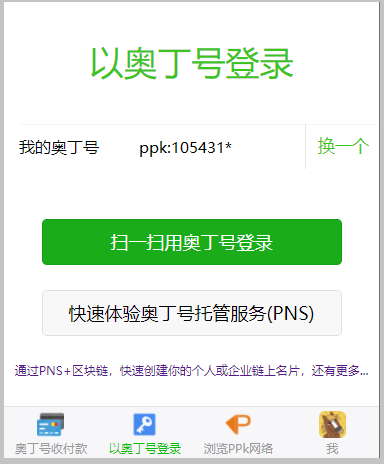 以奥丁号登录
我的奥丁号 ppk:105431* 换一个
扫一扫用奥丁号登录
快速体验奥丁号托管服务(PNS)
通过PNS+区块链，快速创建你的个人或企业链上名片，还有更多...
奥丁号收付款 以奥丁号登录 浏览PPk网络 我